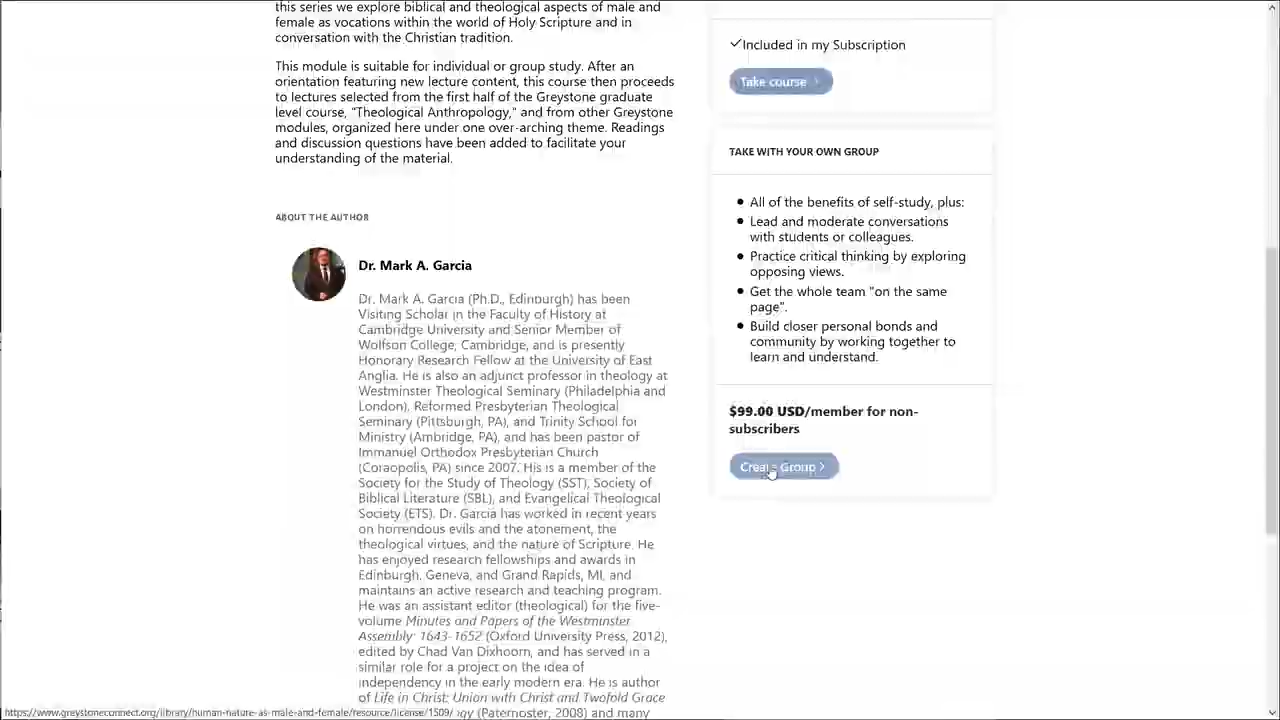 this series we explore biblical and theological aspects of male and
female as vocations within the world of Holy Scripture and in
conversation with the Christian tradition.
This module is suitable for individual or group study. After an
orientation featuring new lecture content, this course then proceeds
to lectures selected from the first half of the Greystone graduate
level course, "Theological Anthropology," and from other Greystone
modules, organized here under one over-arching theme. Readings
and discussion questions have been added to facilitate your
understanding of the material.
ABOUT THE AUTHOR
Dr. Mark A. Garcia
Dr. Mark A. Garcia (Ph.D., Edinburgh) has been
Visiting Scholar in the Faculty of History at
Cambridge University and Senior Member of
Wolfson College, Cambridge, and is presently
Honorary Research Fellow at the University of East
Anglia. He is also an adjunct professor in theology at
Westminster Theological Seminary (Philadelphia and
London), Reformed Presbyterian Theological
Seminary (Pittsburgh, PA), and Trinity School for
Ministry (Ambridge, PA), and has been pastor of
Immanuel Orthodox Presbyterian Church
(Coraopolis, PA) since 2007. His is a member of the
Society for the Study of Theology (SST), Society of
Biblical Literature (SBL), and Evangelical Theological
Society (ETS). Dr. Garcia has worked in recent years
on horrendous evils and the atonement, the
theological virtues, and the nature of Scripture. He
has enjoyed research fellowships and awards in
Edinburgh, Geneva, and Grand Rapids, MI, and
maintains an active research and teaching program.
He was an assistant editor (theological) for the five-
volume Minutes and Papers of the Westminster
Assembly: 1643-1652 (Oxford University Press, 2012),
edited by Chad Van Dixhoorn, and has served in a
similar role for a project on the idea of
independency in the early modern era. He is author
of Life in Christ: Union with Christ and Twofold Grace
(Paternoster, 2008) and many
✓Included in my Subscription
Take course >
TAKE WITH YOUR OWN GROUP
• All of the benefits of self-study, plus:
• Lead and moderate conversations
with students or colleagues.
• Practice critical thinking by exploring
opposing views.
• Get the whole team "on the same
page".
• Build closer personal bonds and
community by working together to
learn and understand.
$99.00 USD/member for non-
subscribers
Create Group >
https://www.greystoneconnect.org/library/human-nature-as-male-and-female/resource/license/1509/